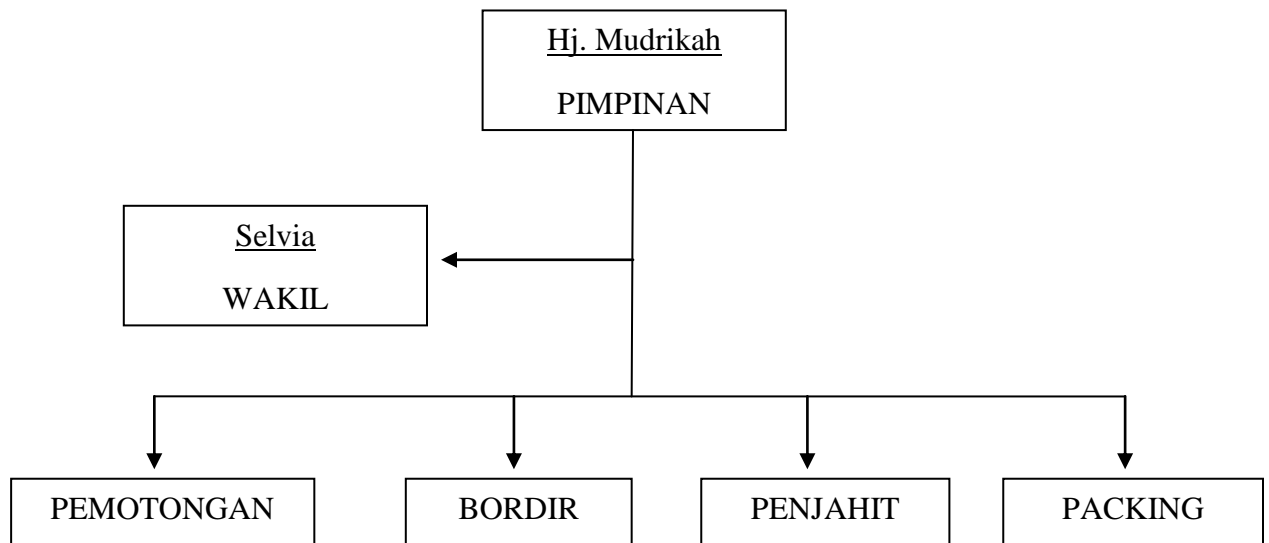 Hj. Mudrikah
PIMPINAN
Selvia
WAKIL
PEMOTONGAN
BORDIR
PENJAHIT
PACKING